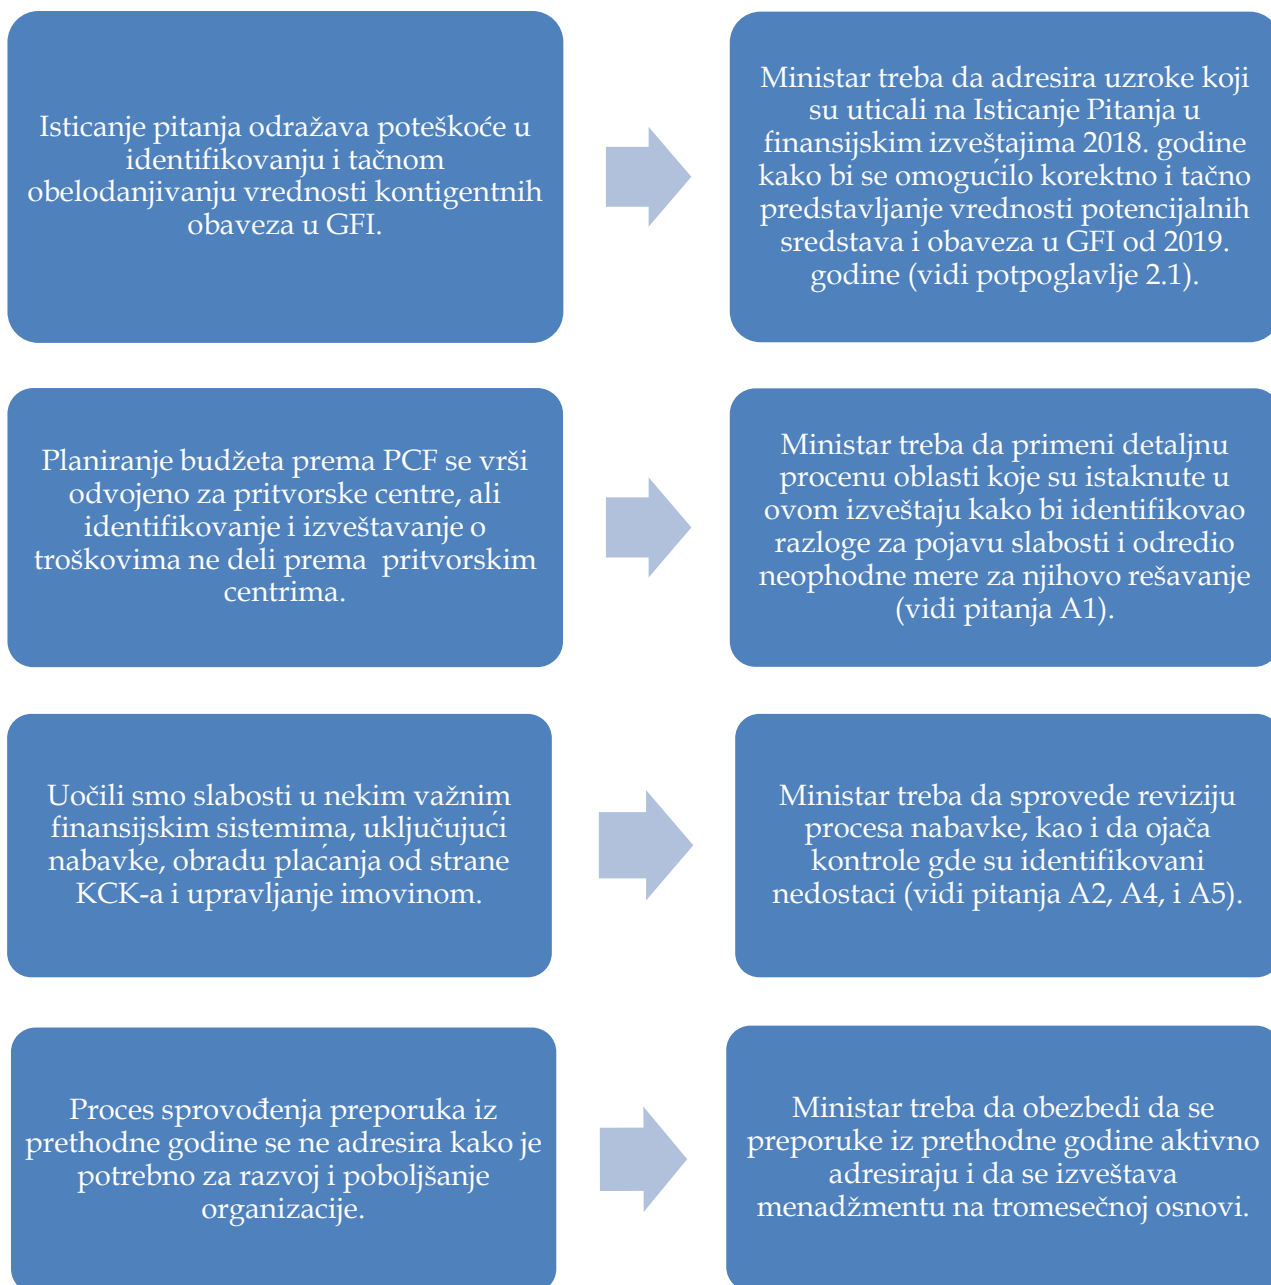 Isticanje pitanja odražava poteškoće u
identifikovanju i tačnom
obelodanjivanju vrednosti kontigentnih
obaveza u GFI.
Ministar treba da adresira uzroke koji
su uticali na Isticanje Pitanja u
finansijskim izveštajima 2018. godine
kako bi se omogućilo korektno i tačno
predstavljanje vrednosti potencijalnih
sredstava i obaveza u GFI od 2019.
godine (vidi potpoglavlje 2.1).
Planiranje budžeta prema PCF se vrši
odvojeno za pritvorske centre, ali
identifikovanje i izveštavanje o
troškovima ne deli prema pritvorskim
centrima.
Ministar treba da primeni detaljnu
procenu oblasti koje su istaknute u
ovom izveštaju kako bi identifikovao
razloge za pojavu slabosti i odredio
neophodne mere za njihovo rešavanje
(vidi pitanja A1).
Uočili smo slabosti u nekim važnim
finansijskim sistemima, uključujući
nabavke, obradu plaćanja od strane
KCK-a i upravljanje imovinom.
Ministar treba da sprovede reviziju
procesa nabavke, kao i da ojača
kontrole gde su identifikovani
nedostaci (vidi pitanja A2, A4, i A5).
Proces sprovođenja preporuka iz
prethodne godine se ne adresira kako je
potrebno za razvoj i poboljšanje
organizacije.
Ministar treba da obezbedi da se
preporuke iz prethodne godine aktivno
adresiraju i da se izveštava
menadžmentu na tromesečnoj osnovi.